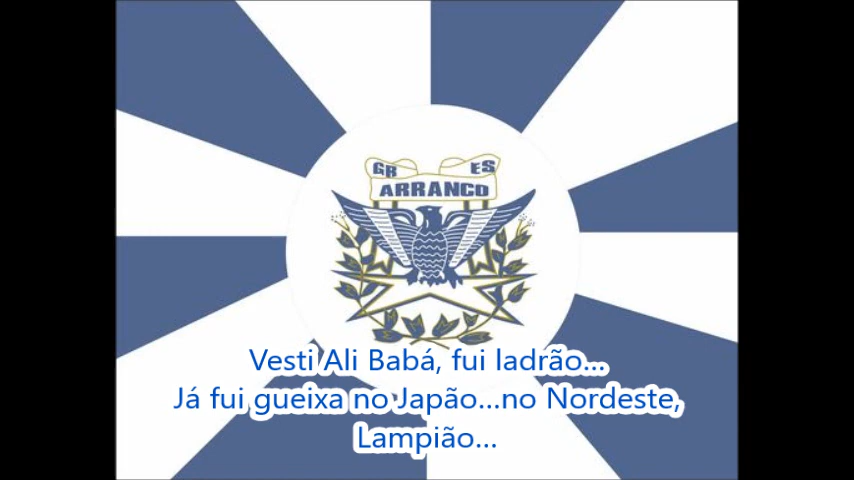 GR ES
ARRANCO
Vesti Ali Babá, fui ladrão...
Já fui gueixa no Japão...no Nordeste,
Lampião...